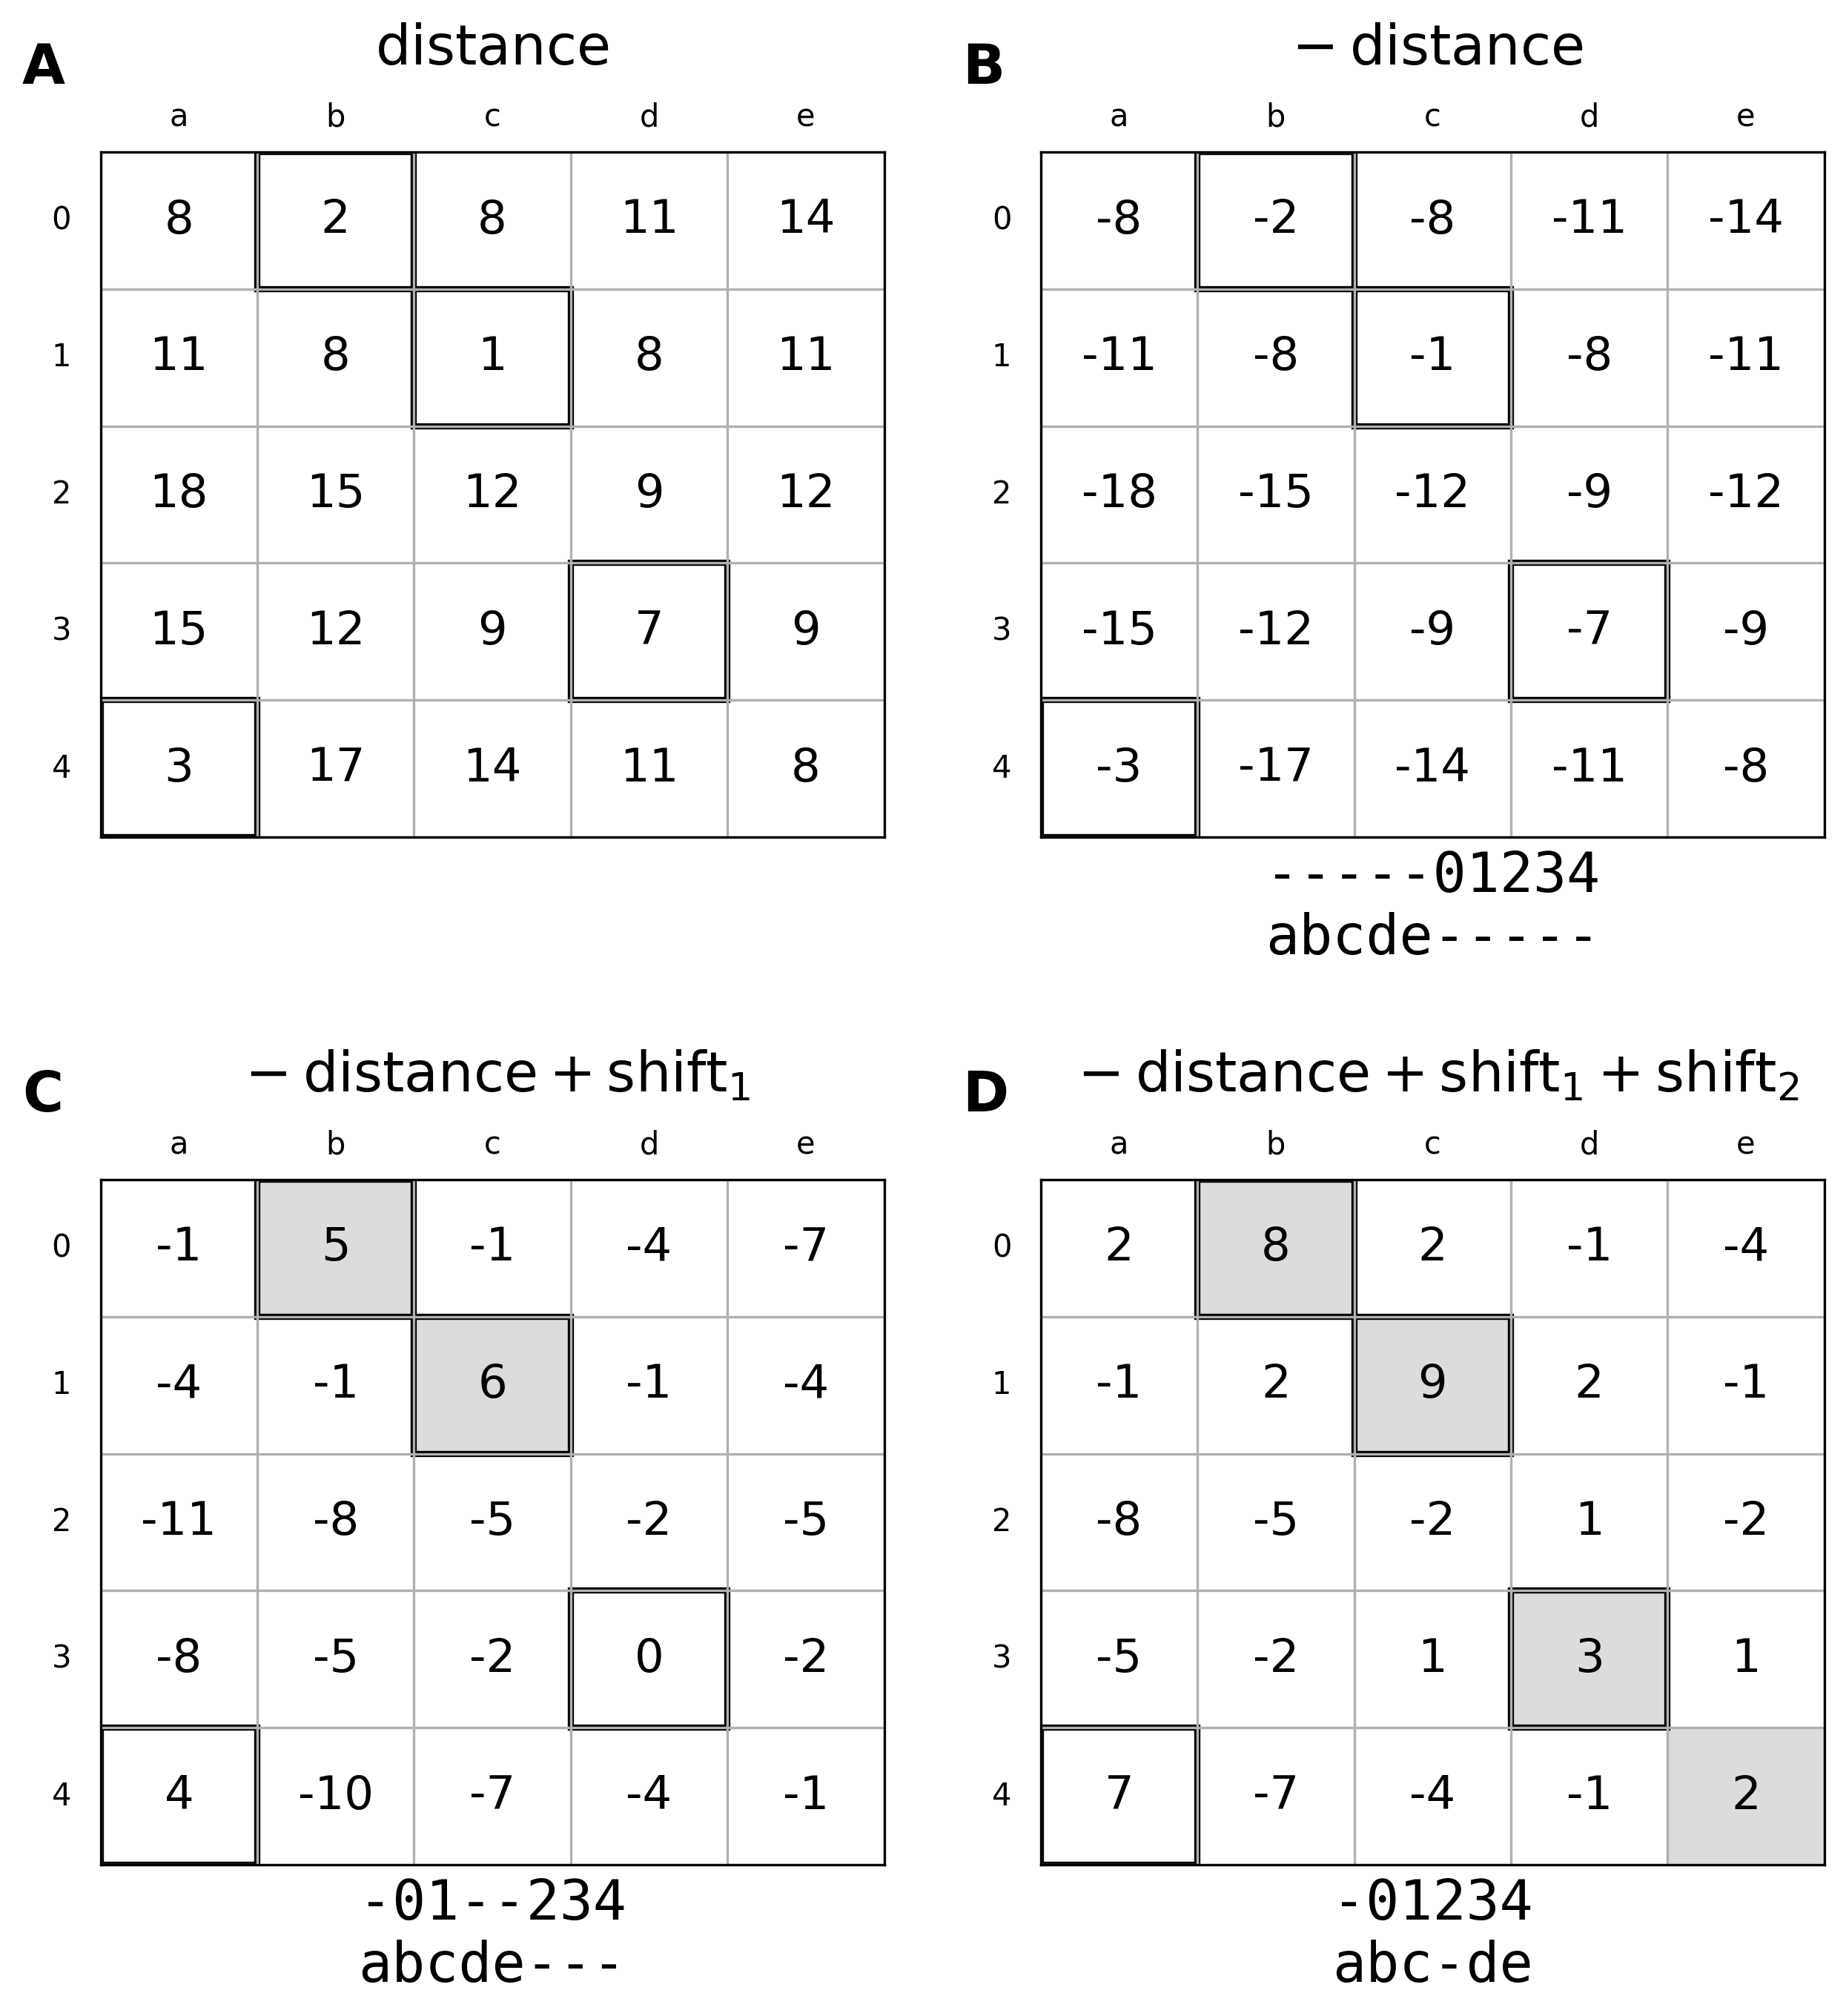 A distance
a b c d e
0 8 2 8 11 14
1 11 8 1 8 11
2 18 15 12 9 12
3 15 12 9 7 9
4 3 17 14 11 8
B − distance
a b c d e
0 -8 -2 -8 -11 -14
1 -11 -8 -1 -8 -11
2 -18 -15 -12 -9 -12
3 -15 -12 -9 -7 -9
4 -3 -17 -14 -11 -8
-----01234
abcde-----
C − distance + shift₁
a b c d e
0 -1 5 -1 -4 -7
1 -4 -1 6 -1 -4
2 -11 -8 -5 -2 -5
3 -8 -5 -2 0 -2
4 4 -10 -7 -4 -1
-01--234
abcde---
D − distance + shift₁ + shift₂
a b c d e
0 2 8 2 -1 -4
1 -1 2 9 2 -1
2 -8 -5 -2 1 -2
3 -5 -2 1 3 1
4 7 -7 -4 -1 2
-01234
abc-de